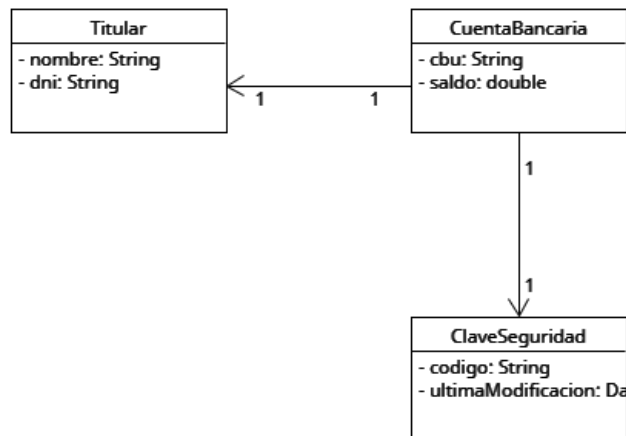 Titular
- nombre: String
- dni: String
CuentaBancaria
- cbu: String
- saldo: double
1
1
1
1
ClaveSeguridad
- codigo: String
- ultimaModificacion: Da